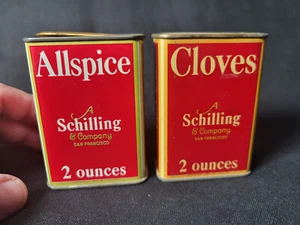 Allspice
A
Schilling
& Company
SAN FRANCISCO
2 ounces
Cloves
A
Schilling
& Company
SAN FRANCISCO
2 ounces